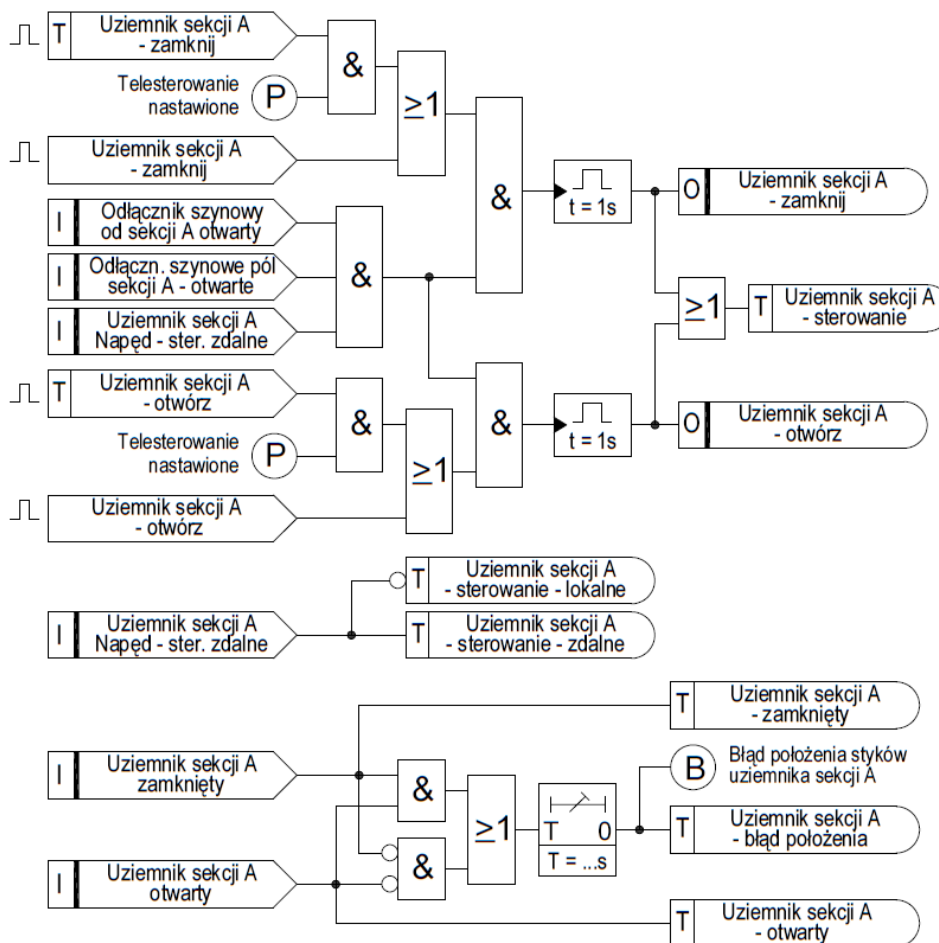 T
Uziemnik sekcji A
- zamknij
&
Telesterowanie
nastawione
P
≥1
Uziemnik sekcji A
- zamknij
&
t = 1s
O
Uziemnik sekcji A
- zamknij
I
Odłącznik szynowy
od sekcji A otwarty
I
Odłączn. szynowe pól
sekcji A - otwarte
&
I
Uziemnik sekcji A
Napęd - ster. zdalne
≥1
T
Uziemnik sekcji A
- sterowanie
T
Uziemnik sekcji A
- otwórz
&
Telesterowanie
nastawione
P
≥1
&
t = 1s
O
Uziemnik sekcji A
- otwórz
Uziemnik sekcji A
- otwórz
T
Uziemnik sekcji A
- sterowanie - lokalne
I
Uziemnik sekcji A
Napęd - ster. zdalne
T
Uziemnik sekcji A
- sterowanie - zdalne
T
Uziemnik sekcji A
- zamknięty
I
Uziemnik sekcji A
zamknięty
&
B
Błąd położenia styków
uziemnika sekcji A
≥1
T 0
T = ...s
T
Uziemnik sekcji A
- błąd położenia
&
I
Uziemnik sekcji A
otwarty
T
Uziemnik sekcji A
- otwarty